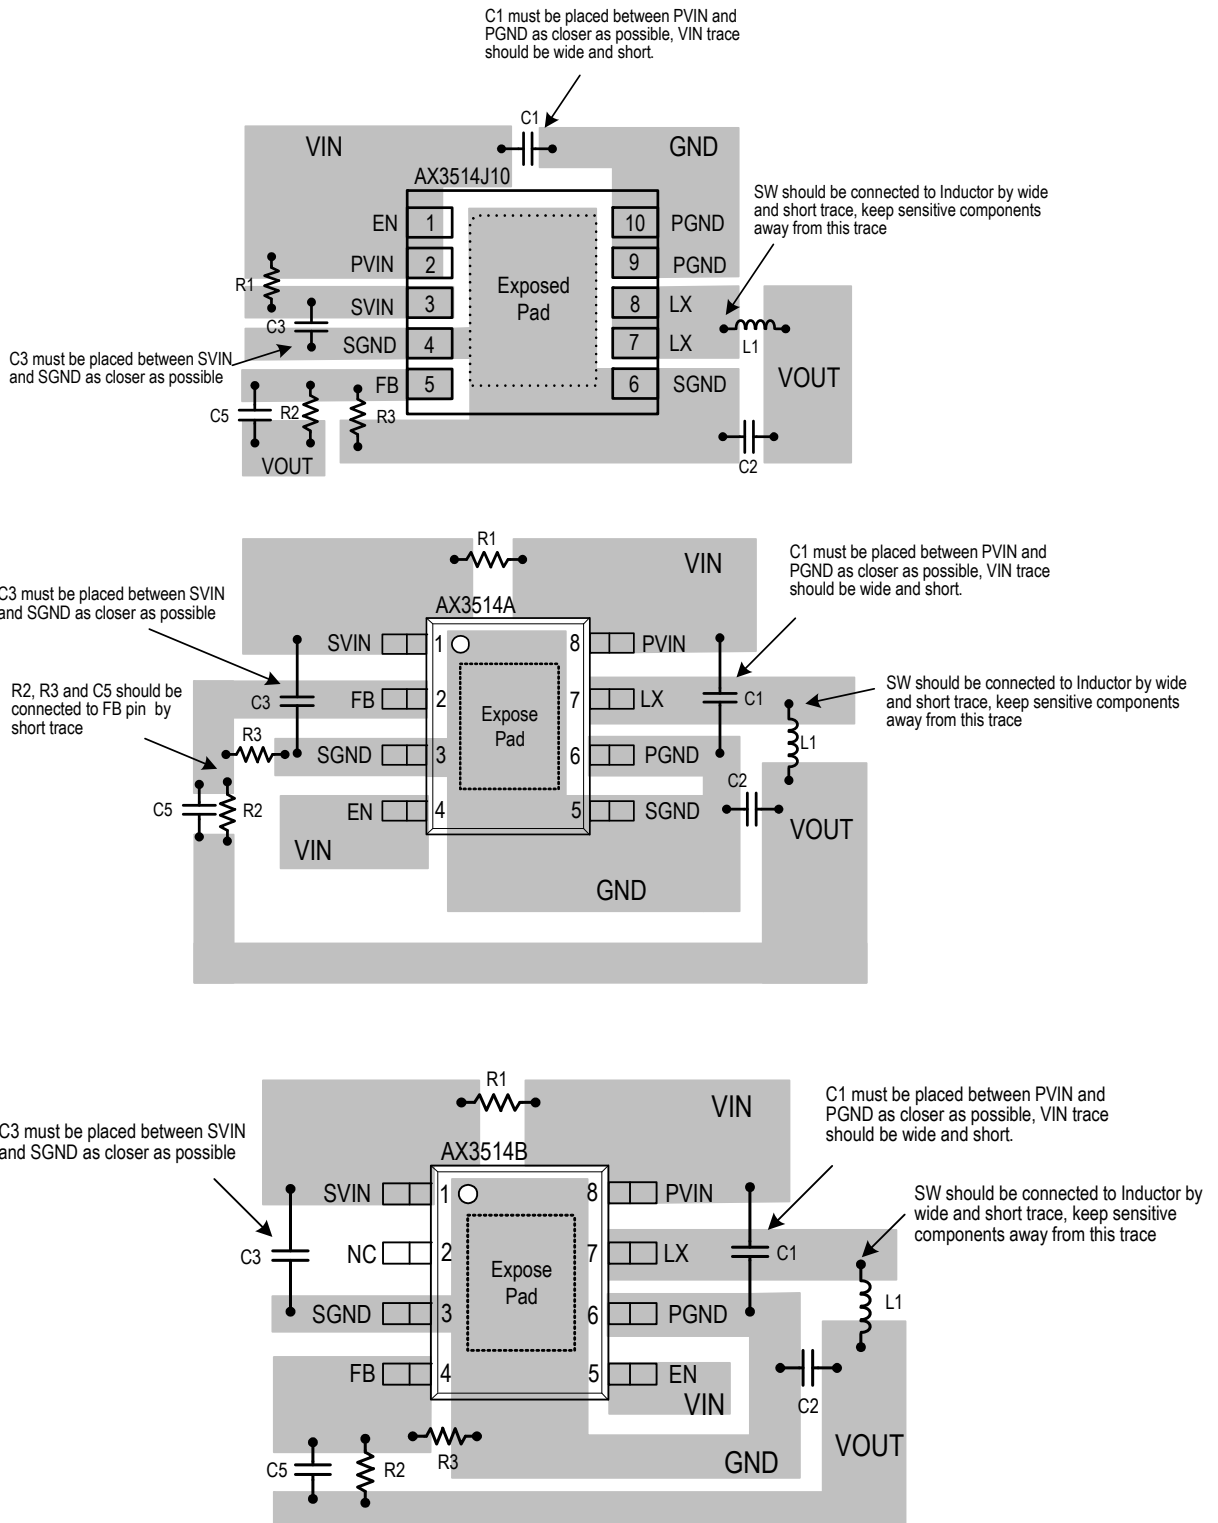 C1 must be placed between PVIN and
PGND as closer as possible, VIN trace
should be wide and short.
C1
VIN
GND
AX3514J10
SW should be connected to Inductor by wide
and short trace, keep sensitive components
away from this trace
EN 1
10 PGND
PVIN 2
9 PGND
R1
Exposed
Pad
SVIN 3
8 LX
C3
SGND 4
7 LX
L1
C3 must be placed between SVIN
and SGND as closer as possible
FB 5
6 SGND
VOUT
C5
R2
R3
VOUT
C2
R1
VIN
C1 must be placed between PVIN and
PGND as closer as possible, VIN trace
should be wide and short.
C3 must be placed between SVIN
and SGND as closer as possible
AX3514A
SVIN 1
8 PVIN
R2, R3 and C5 should be
connected to FB pin by
short trace
C3
FB 2
7 LX
C1
SW should be connected to Inductor by wide
and short trace, keep sensitive components
away from this trace
Expose
Pad
R3
SGND 3
6 PGND
L1
C2
C5
R2
EN 4
5 SGND
VOUT
VIN
GND
R1
VIN
C1 must be placed between PVIN and
PGND as closer as possible, VIN trace
should be wide and short.
C3 must be placed between SVIN
and SGND as closer as possible
AX3514B
SVIN 1
8 PVIN
SW should be connected to Inductor by
wide and short trace, keep sensitive
components away from this trace
C3
NC 2
7 LX
C1
Expose
Pad
SGND 3
6 PGND
L1
FB 4
5 EN
VIN
C2
C5
R2
R3
GND
VOUT